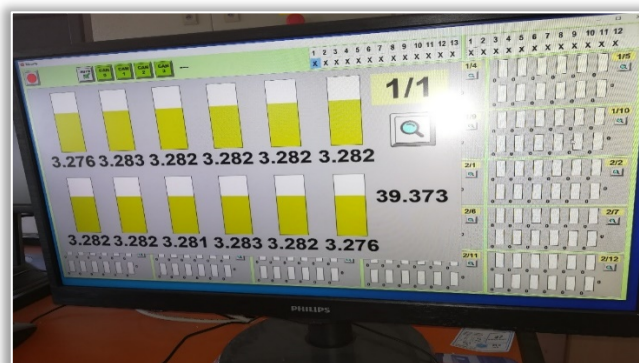 1 2 3 4 5 6 7 8 9 10 11 12 13
X X X X X X X X X X X X X
1 2 3 4 5 6 7 8 9 10 11 12
X X X X X X X X X X X X
CAN
CAN
CAN
1/1
1/4
1/5
1/10
3.276 3.283 3.282 3.282 3.282 3.282
2/1
2/2
39.373
2/6
2/7
3.282 3.282 3.281 3.283 3.282 3.276
2/11
2/12
PHILIPS